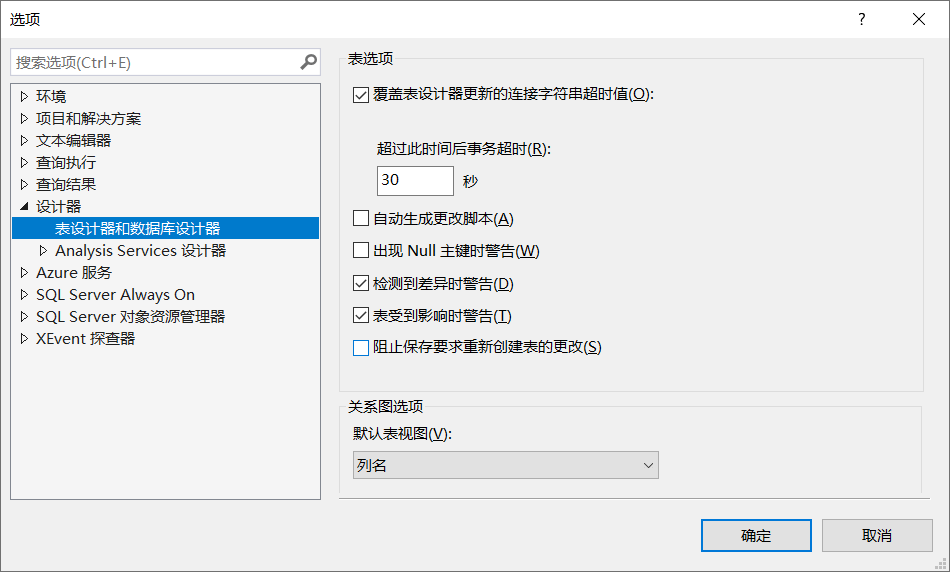 选项
?
搜索选项(Ctrl+E)
环境
项目和解决方案
文本编辑器
查询执行
查询结果
设计器
表设计器和数据库设计器
Analysis Services 设计器
Azure 服务
SQL Server Always On
SQL Server 对象资源管理器
XEvent 探查器
表选项
覆盖表设计器更新的连接字符串超时值(O):
超过此时间后事务超时(R):
30 秒
自动生成更改脚本(A)
出现 Null 主键时警告(W)
检测到差异时警告(D)
表受到影响时警告(T)
阻止保存要求重新创建表的更改(S)
关系图选项
默认表视图(V):
列名
确定
取消